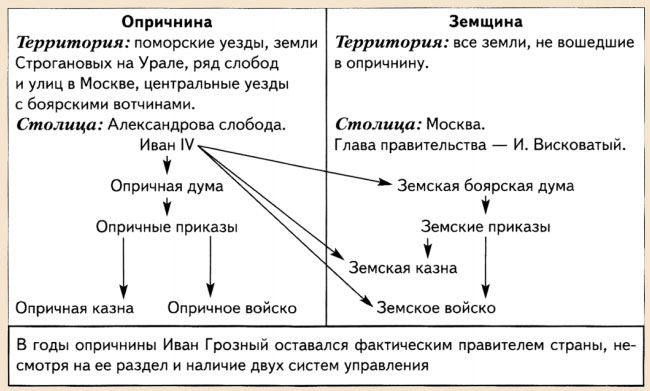 Опричнина
Территория: поморские уезды, земли
Строгановых на Урале, ряд слобод
и улиц в Москве, центральные уезды
с боярскими вотчинами.
Столица: Александрова слобода.
Иван IV
Опричная дума
Опричные приказы
Опричная казна
Опричное войско
Земщина
Территория: все земли, не вошедшие
в опричнину.
Столица: Москва.
Глава правительства — И. Висковатый.
Земская боярская дума
Земские приказы
Земская казна
Земское войско
В годы опричнины Иван Грозный оставался фактическим правителем страны, не-
смотря на ее раздел и наличие двух систем управления